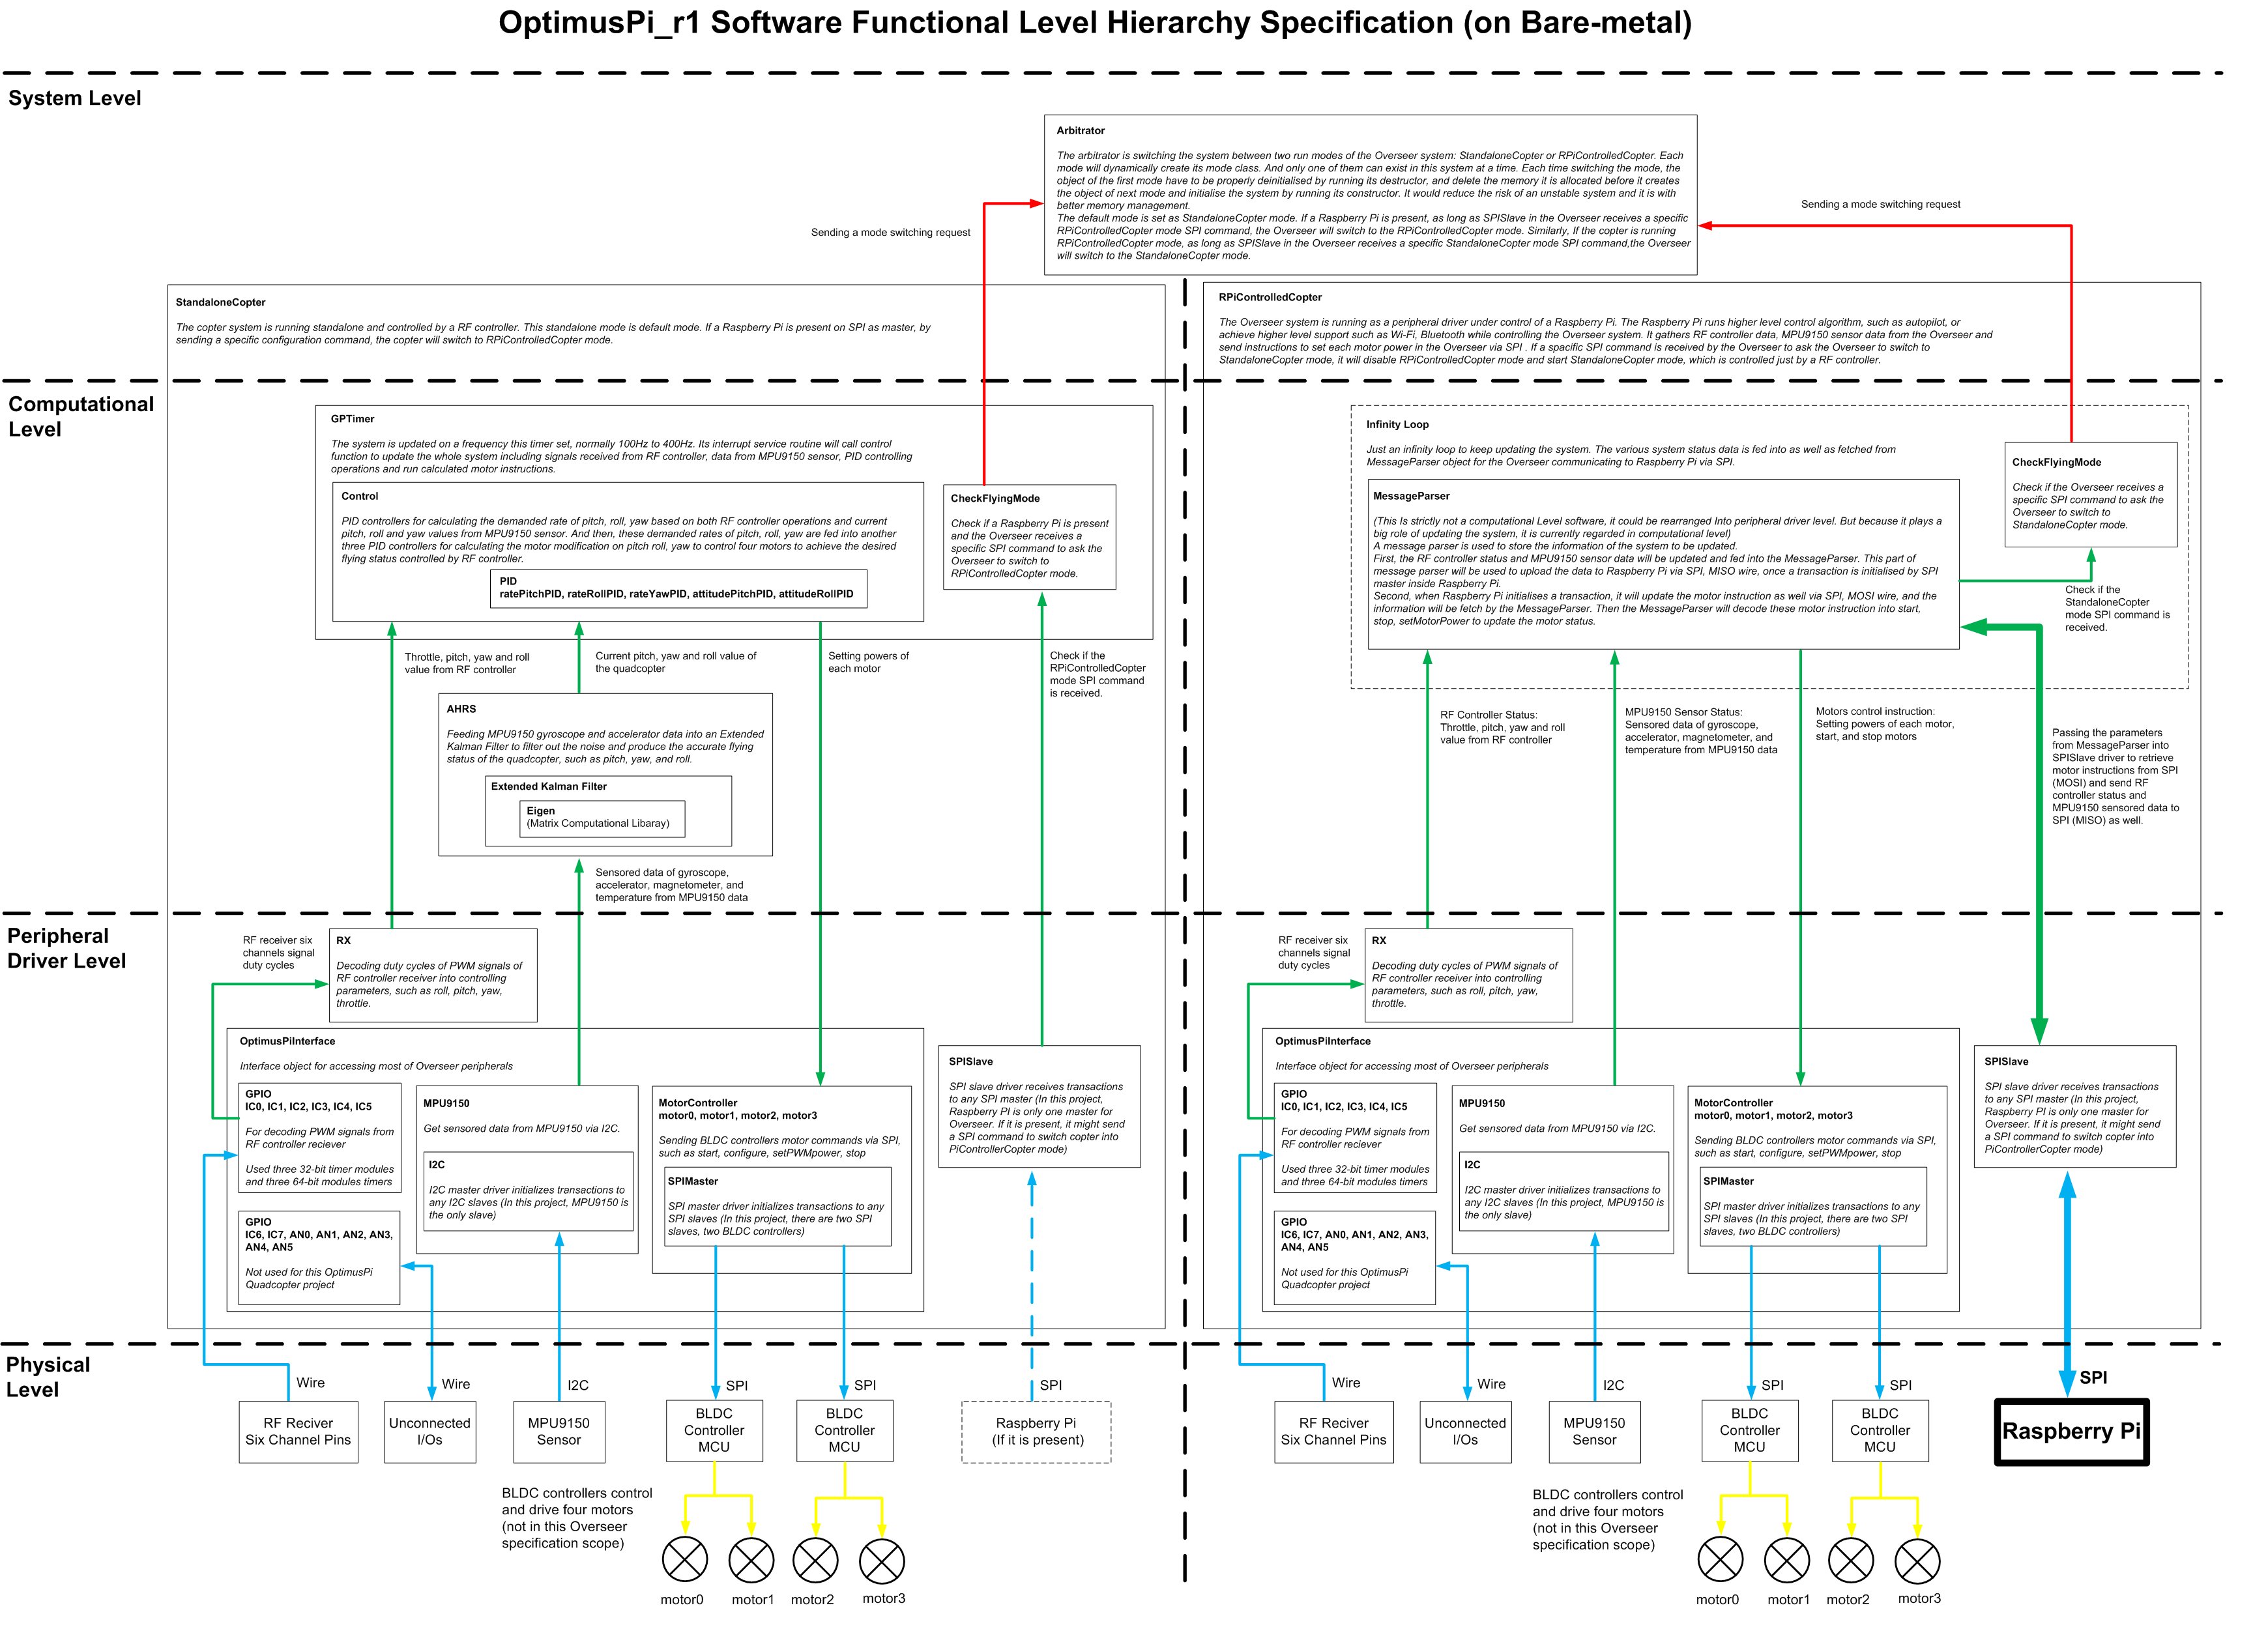 OptimusPi_r1 Software Functional Level Hierarchy Specification (on Bare-metal)
System Level
Arbitrator
The arbitrator is switching the system between two run modes of the Overseer system: StandaloneCopter or RPiControlledCopter. Each
mode will dynamically create its mode class. And only one of them can exist in this system at a time. Each time switching the mode, the
object of the first mode have to be properly deinitialised by running its destructor, and delete the memory it is allocated before it creates
the object of next mode and initialise the system by running its constructor. It would reduce the risk of an unstable system and it is with
better memory management.
The default mode is set as StandaloneCopter mode. If a Raspberry Pi is present, as long as SPISlave in the Overseer receives a specific
RPiControlledCopter mode SPI command, the Overseer will switch to the RPiControlledCopter mode. Similarly, If the copter is running
RPiControlledCopter mode, as long as SPISlave in the Overseer receives a specific StandaloneCopter mode SPI command,the Overseer
will switch to the StandaloneCopter mode.
Sending a mode switching request
Sending a mode switching request
StandaloneCopter
The copter system is running standalone and controlled by a RF controller. This standalone mode is default mode. If a Raspberry Pi is present on SPI as master, by
sending a specific configuration command, the copter will switch to RPiControlledCopter mode.
RPiControlledCopter
The Overseer system is running as a peripheral driver under control of a Raspberry Pi. The Raspberry Pi runs higher level control algorithm, such as autopilot, or
achieve higher level support such as Wi-Fi, Bluetooth while controlling the Overseer system. It gathers RF controller data, MPU9150 sensor data from the Overseer and
send instructions to set each motor power in the Overseer via SPI . If a spacific SPI command is received by the Overseer to ask the Overseer to switch to
StandaloneCopter mode, it will disable RPiControlledCopter mode and start StandaloneCopter mode, which is controlled just by a RF controller.
Computational
Level
GPTimer
The system is updated on a frequency this timer set, normally 100Hz to 400Hz. Its interrupt service routine will call control
function to update the whole system including signals received from RF controller, data from MPU9150 sensor, PID controlling
operations and run calculated motor instructions.
Control
PID controllers for calculating the demanded rate of pitch, roll, yaw based on both RF controller operations and current
pitch, roll and yaw values from MPU9150 sensor. And then, these demanded rates of pitch, roll, yaw are fed into another
three PID controllers for calculating the motor modification on pitch roll, yaw to control four motors to achieve the desired
flying status controlled by RF controller.
PID
ratePitchPID, rateRollPID, rateYawPID, attitudePitchPID, attitudeRollPID
CheckFlyingMode
Check if a Raspberry Pi is present
and the Overseer receives a
specific SPI command to ask the
Overseer to switch to
RPiControlledCopter mode.
Throttle, pitch, yaw and roll
value from RF controller
Current pitch, yaw and roll value of
the quadcopter
Setting powers of
each motor
Check if the
RPiControlledCopter
mode SPI command
is received.
AHRS
Feeding MPU9150 gyroscope and accelerator data into an Extended
Kalman Filter to filter out the noise and produce the accurate flying
status of the quadcopter, such as pitch, yaw, and roll.
Extended Kalman Filter
Eigen
(Matrix Computational Libaray)
Sensored data of gyroscope,
accelerator, magnetometer, and
temperature from MPU9150 data
Infinity Loop
Just an infinity loop to keep updating the system. The various system status data is fed into as well as fetched from
MessageParser object for the Overseer communicating to Raspberry Pi via SPI.
MessageParser
(This Is strictly not a computational Level software, it could be rearranged Into peripheral driver level. But because it plays a
big role of updating the system, it is currently regarded in computational level)
A message parser is used to store the information of the system to be updated.
First, the RF controller status and MPU9150 sensor data will be updated and fed into the MessageParser. This part of
message parser will be used to upload the data to Raspberry Pi via SPI, MISO wire, once a transaction is initialised by SPI
master inside Raspberry Pi.
Second, when Raspberry Pi initialises a transaction, it will update the motor instruction as well via SPI, MOSI wire, and the
information will be fetch by the MessageParser. Then the MessageParser will decode these motor instruction into start,
stop, setMotorPower to update the motor status.
CheckFlyingMode
Check if the Overseer receives a
specific SPI command to ask the
Overseer to switch to
StandaloneCopter mode.
Check if the
StandaloneCopter
mode SPI command is
received.
RF Controller Status:
Throttle, pitch, yaw and roll
value from RF controller
MPU9150 Sensor Status:
Sensored data of gyroscope,
accelerator, magnetometer, and
temperature from MPU9150 data
Motors control instruction:
Setting powers of each motor,
start, and stop motors
Passing the parameters
from MessageParser into
SPISlave driver to retrieve
motor instructions from SPI
(MOSI) and send RF
controller status and
MPU9150 sensored data to
SPI (MISO) as well.
Peripheral
Driver Level
RF receiver six
channels signal
duty cycles
RX
Decoding duty cycles of PWM signals of
RF controller receiver into controlling
parameters, such as roll, pitch, yaw,
throttle.
OptimusPiInterface
Interface object for accessing most of Overseer peripherals
GPIO
IC0, IC1, IC2, IC3, IC4, IC5
For decoding PWM signals from
RF controller reciever
Used three 32-bit timer modules
and three 64-bit modules timers
GPIO
IC6, IC7, AN0, AN1, AN2, AN3,
AN4, AN5
Not used for this OptimusPi
Quadcopter project
MPU9150
Get sensored data from MPU9150 via I2C.
I2C
I2C master driver initializes transactions to
any I2C slaves (In this project, MPU9150 is
the only slave)
MotorController
motor0, motor1, motor2, motor3
Sending BLDC controllers motor commands via SPI,
such as start, configure, setPWMpower, stop
SPIMaster
SPI master driver initializes transactions to any
SPI slaves (In this project, there are two SPI
slaves, two BLDC controllers)
SPISlave
SPI slave driver receives transactions
to any SPI master (In this project,
Raspberry PI is only one master for
Overseer. If it is present, it might send
a SPI command to switch copter into
PiControllerCopter mode)
RF receiver six
channels signal
duty cycles
RX
Decoding duty cycles of PWM signals of
RF controller receiver into controlling
parameters, such as roll, pitch, yaw,
throttle.
OptimusPiInterface
Interface object for accessing most of Overseer peripherals
GPIO
IC0, IC1, IC2, IC3, IC4, IC5
For decoding PWM signals from
RF controller reciever
Used three 32-bit timer modules
and three 64-bit modules timers
GPIO
IC6, IC7, AN0, AN1, AN2, AN3,
AN4, AN5
Not used for this OptimusPi
Quadcopter project
MPU9150
Get sensored data from MPU9150 via I2C.
I2C
I2C master driver initializes transactions to
any I2C slaves (In this project, MPU9150 is
the only slave)
MotorController
motor0, motor1, motor2, motor3
Sending BLDC controllers motor commands via SPI,
such as start, configure, setPWMpower, stop
SPIMaster
SPI master driver initializes transactions to any
SPI slaves (In this project, there are two SPI
slaves, two BLDC controllers)
SPISlave
SPI slave driver receives transactions
to any SPI master (In this project,
Raspberry PI is only one master for
Overseer. If it is present, it might send
a SPI command to switch copter into
PiControllerCopter mode)
Physical
Level
Wire
Wire
I2C
SPI
SPI
SPI
RF Reciver
Six Channel Pins
Unconnected
I/Os
MPU9150
Sensor
BLDC
Controller
MCU
BLDC
Controller
MCU
Raspberry Pi
(If it is present)
BLDC controllers control
and drive four motors
(not in this Overseer
specification scope)
motor0
motor1
motor2
motor3
Wire
Wire
I2C
SPI
SPI
SPI
RF Reciver
Six Channel Pins
Unconnected
I/Os
MPU9150
Sensor
BLDC
Controller
MCU
BLDC
Controller
MCU
Raspberry Pi
BLDC controllers control
and drive four motors
(not in this Overseer
specification scope)
motor0
motor1
motor2
motor3